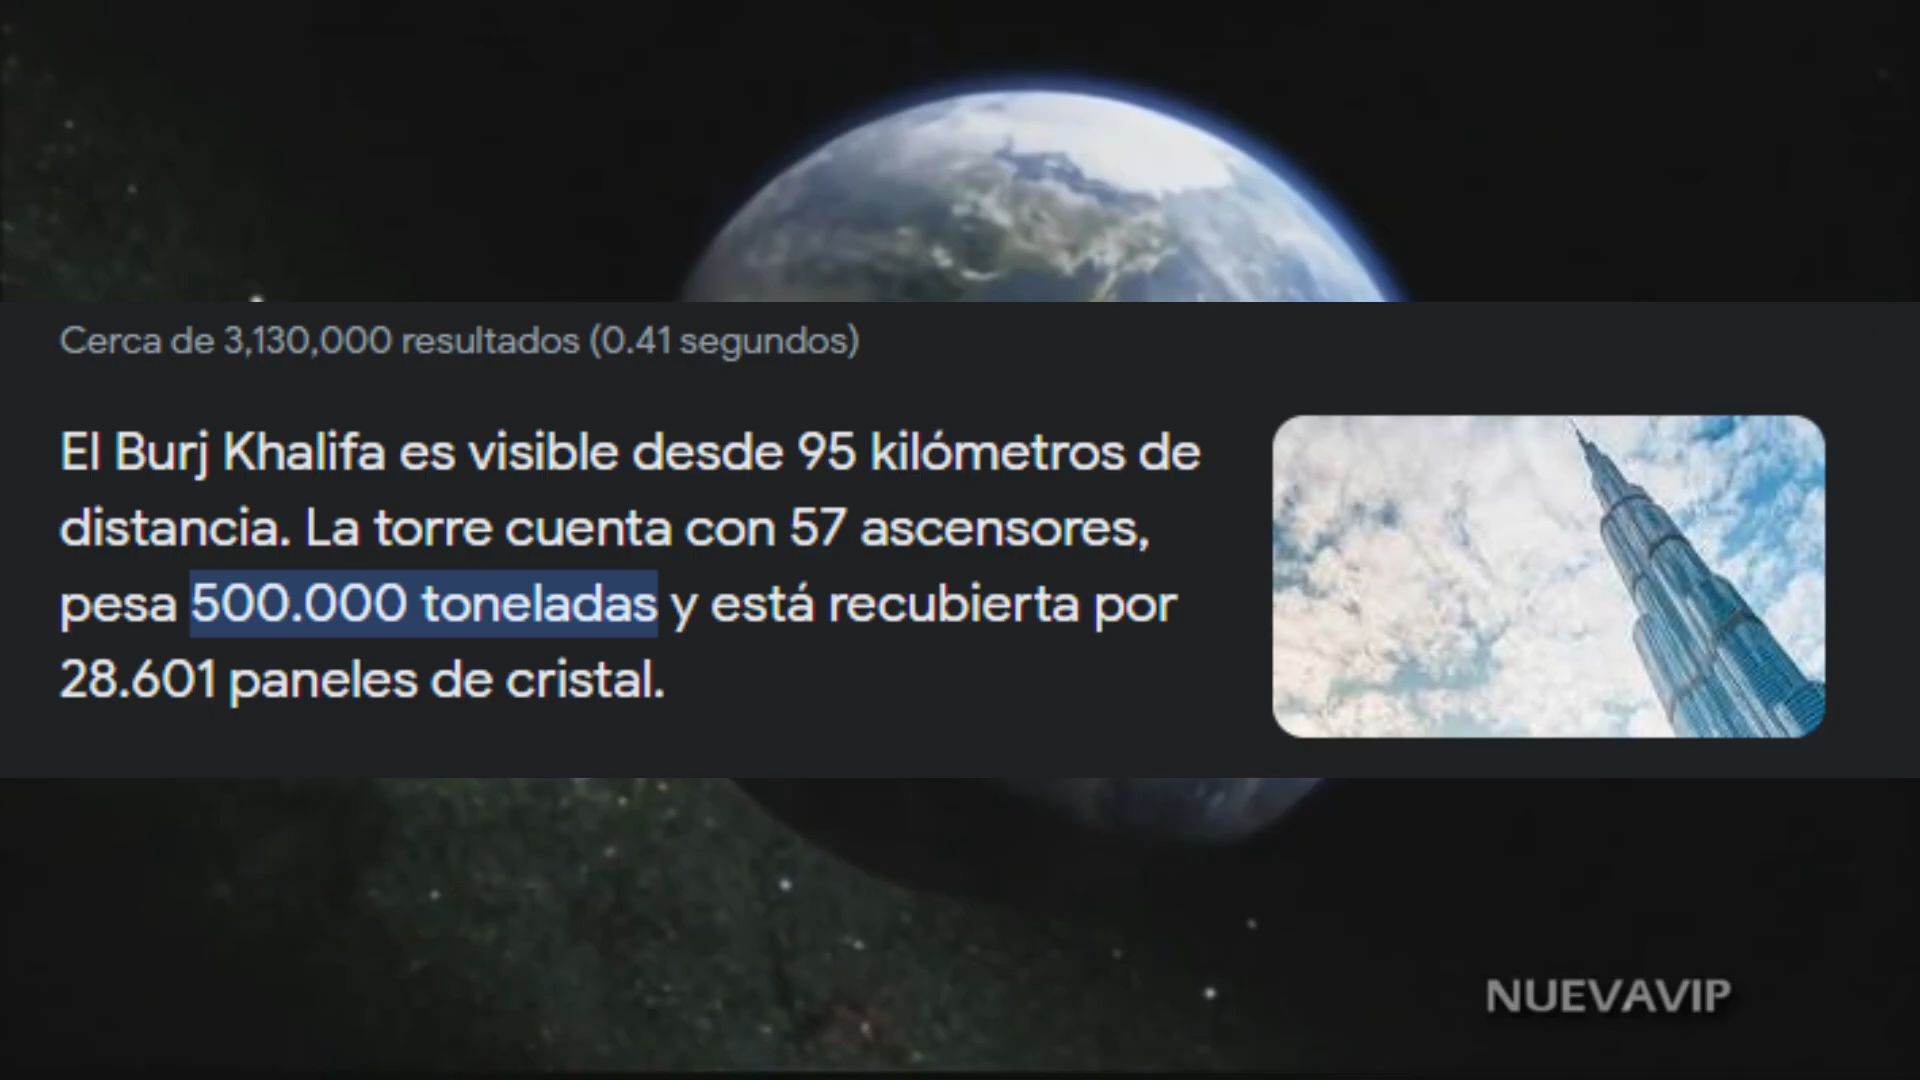 Cerca de 3,130,000 resultados (0.41 segundos)
El Burj Khalifa es visible desde 95 kilómetros de
distancia. La torre cuenta con 57 ascensores,
pesa 500.000 toneladas y está recubierta por
28.601 paneles de cristal.
NUEVAVIP